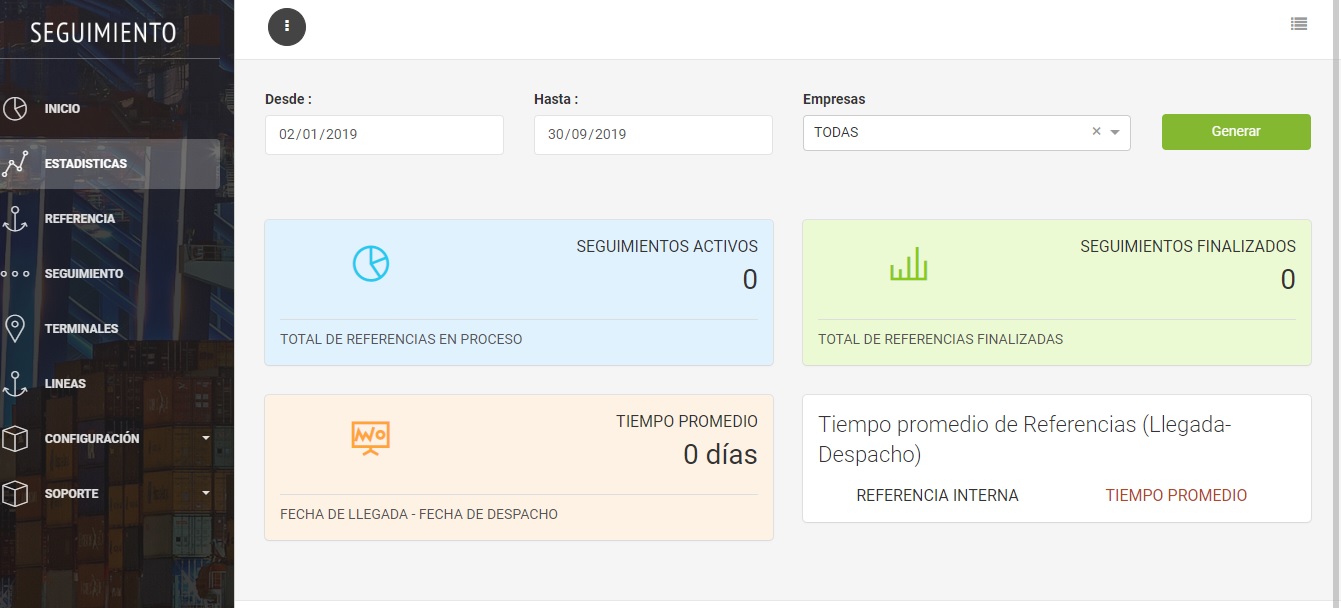 SEGUIMIENTO
INICIO
ESTADISTICAS
REFERENCIA
SEGUIMIENTO
TERMINALES
LINEAS
CONFIGURACIÓN
SOPORTE
Desde :
Hasta :
Empresas
02/01/2019
30/09/2019
TODAS
Generar
SEGUIMIENTOS ACTIVOS
0
TOTAL DE REFERENCIAS EN PROCESO
SEGUIMIENTOS FINALIZADOS
0
TOTAL DE REFERENCIAS FINALIZADAS
TIEMPO PROMEDIO
0 días
FECHA DE LLEGADA - FECHA DE DESPACHO
Tiempo promedio de Referencias (Llegada-
Despacho)
REFERENCIA INTERNA
TIEMPO PROMEDIO